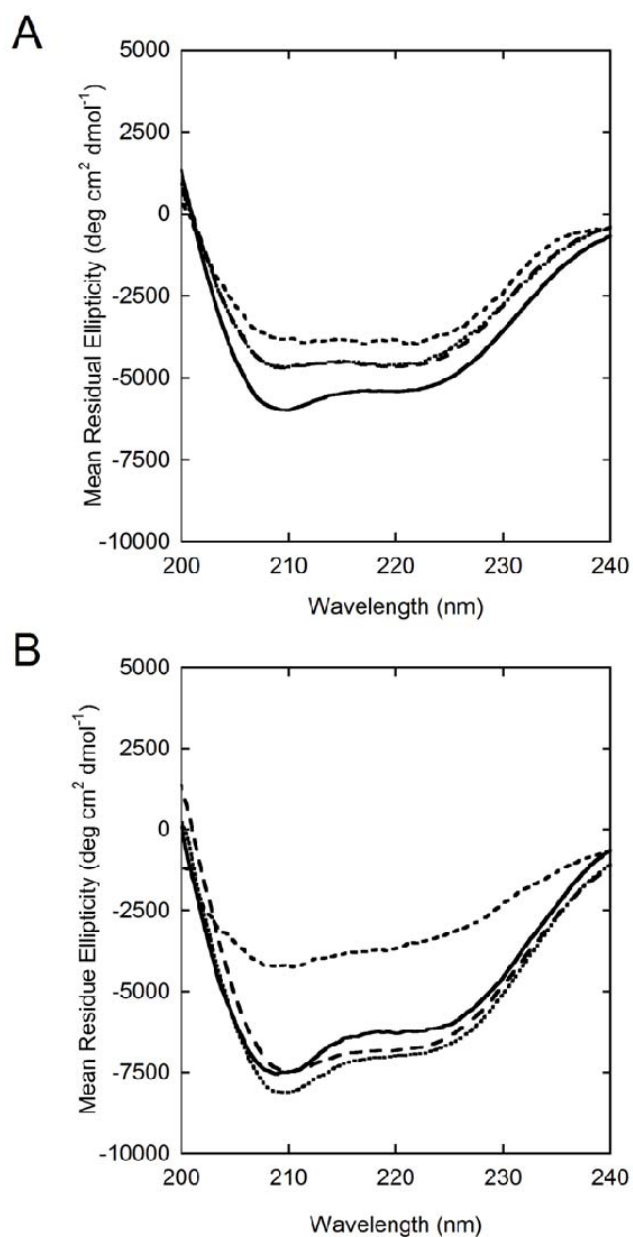 A
Mean Residual Ellipticity (deg cm² dmol⁻¹)
5000
2500
0
-2500
-5000
-7500
-10000
200 210 220 230 240
Wavelength (nm)
B
Mean Residue Ellipticity (deg cm² dmol⁻¹)
5000
2500
0
-2500
-5000
-7500
-10000
200 210 220 230 240
Wavelength (nm)